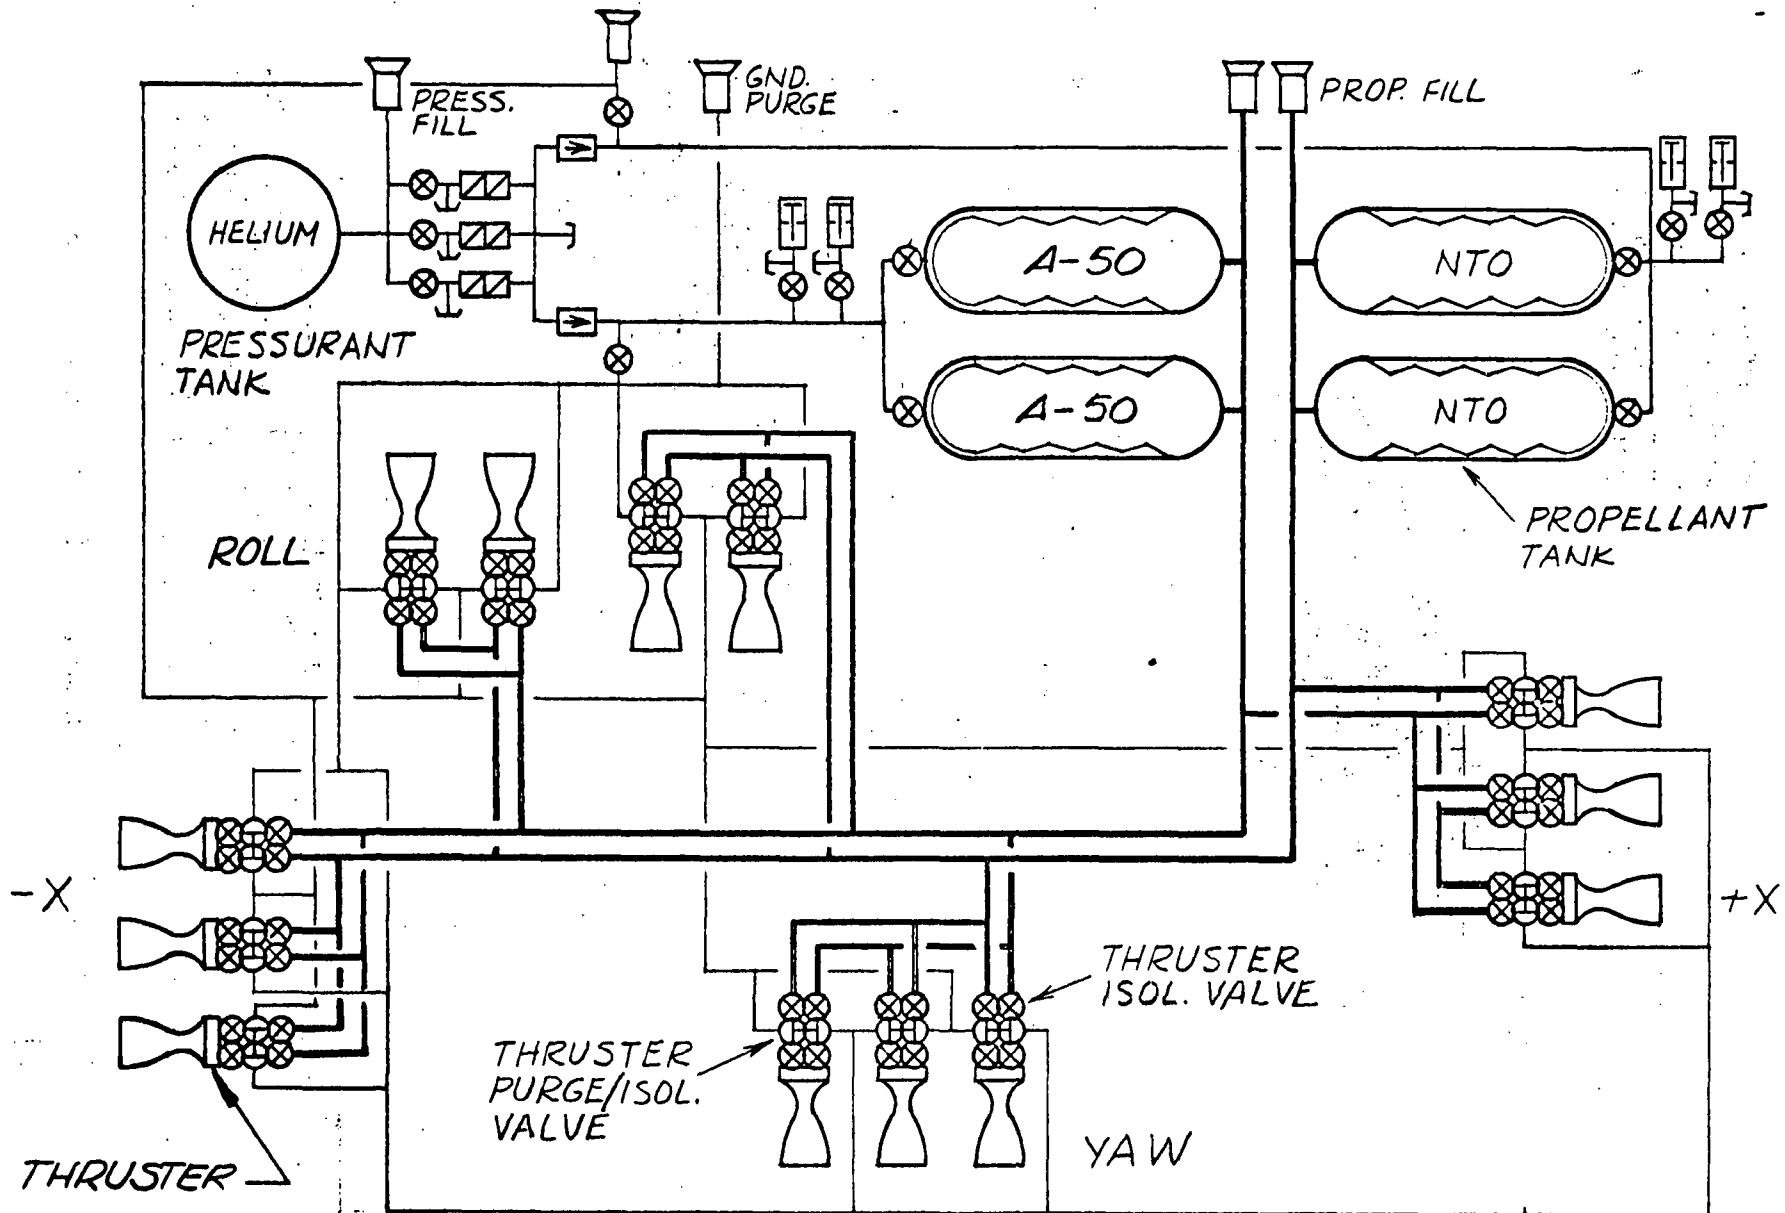 PRESS.
FILL
GND.
PURGE
PROP. FILL
HELIUM
PRESSURANT
TANK
A-50
NTO
A-50
NTO
PROPELLANT
TANK
ROLL
-X
+X
THRUSTER
ISOL. VALVE
THRUSTER
PURGE/ISOL.
VALVE
YAW
THRUSTER